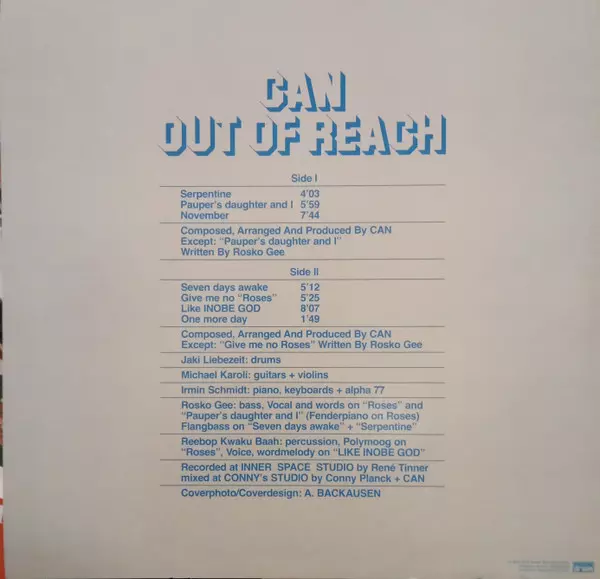 CAN
OUT OF REACH
Side I
Serpentine 4'03
Pauper's daughter and I 5'59
November 7'44
Composed, Arranged And Produced By CAN
Except: "Pauper's daughter and I"
Written By Rosko Gee
Side II
Seven days awake 5'12
Give me no "Roses" 5'25
Like INOBE GOD 8'07
One more day 1'49
Composed, Arranged And Produced By CAN
Except: "Give me no Roses" Written By Rosko Gee
Jaki Liebezeit: drums
Michael Karoli: guitars + violins
Irmin Schmidt: piano, keyboards + alpha 77
Rosko Gee: bass, Vocal and words on "Roses" and
"Pauper's daughter and I" (Fenderpiano on Roses)
Flangbass on "Seven days awake" + "Serpentine"
Reebop Kwaku Baah: percussion, Polymoog on
"Roses", Voice, wordmelody on "LIKE INOBE GOD"
Recorded at INNER SPACE STUDIO by René Tinner
mixed at CONNY's STUDIO by Conny Planck + CAN
Coverphoto/Coverdesign: A. BACKAUSEN